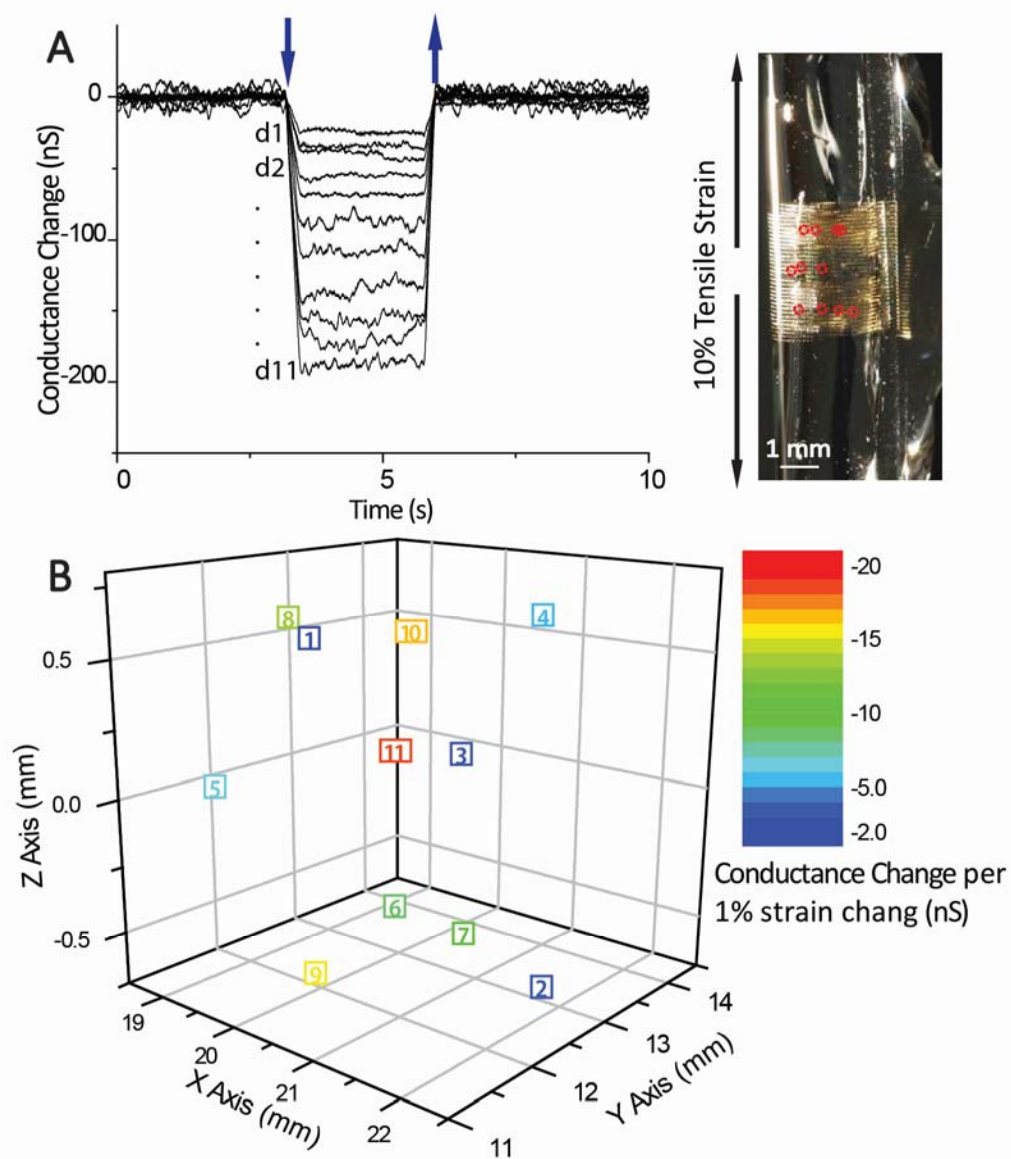 A
Conductance Change (nS)
0
-100
-200
d1
d2
d11
0
5
10
Time (s)
10% Tensile Strain
1 mm
B
Z Axis (mm)
0.5
0.0
-0.5
8
1
10
4
11
3
5
6
7
9
2
19
20
21
22
X Axis (mm)
11
12
13
14
Y Axis (mm)
-20
-15
-10
-5.0
-2.0
Conductance Change per
1% strain chang (nS)